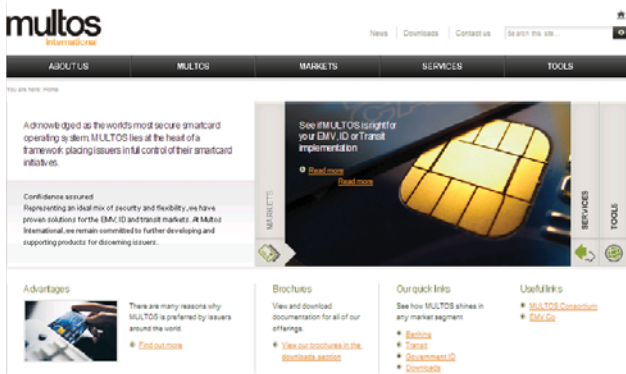 multos
international
News Downloads Contact us Search this site...
ABOUT US MULTOS MARKETS SERVICES TOOLS
You are here: Home
Acknowledged as the world's most secure smartcard
operating system, MULTOS lies at the heart of a
framework placing issuers in full control of their smartcard
initiatives.
Confidence assured
Representing an ideal mix of security and flexibility, we have
proven solutions for the EMV, ID and transit markets. At Multos
International, we remain committed to further developing and
supporting products for discerning issuers.
MARKETS
See if MULTOS is right for
your EMV, ID or Transit
implementation
Read more
Read more
SERVICES
TOOLS
Advantages
There are many reasons why
MULTOS is preferred by issuers
around the world.
Find out more
Brochures
View and download
documentation for all of our
offerings.
View our brochures in the
downloads section
Our quick links
See how MULTOS shines in
any market segment
Banking
Transit
Government ID
Downloads
Useful links
MULTOS Consortium
EMV Co